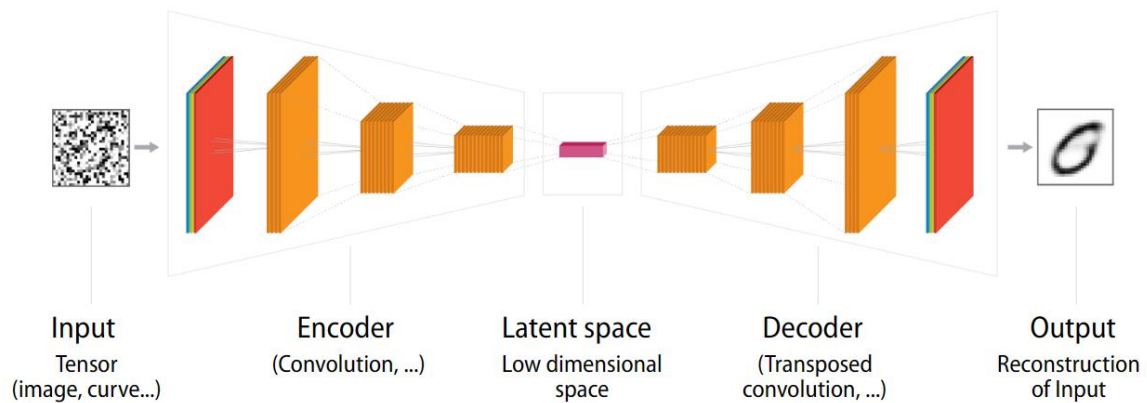 Input
Tensor
(image, curve...)
Encoder
(Convolution, ...)
Latent space
Low dimensional
space
Decoder
(Transposed
convolution, ...)
Output
Reconstruction
of Input